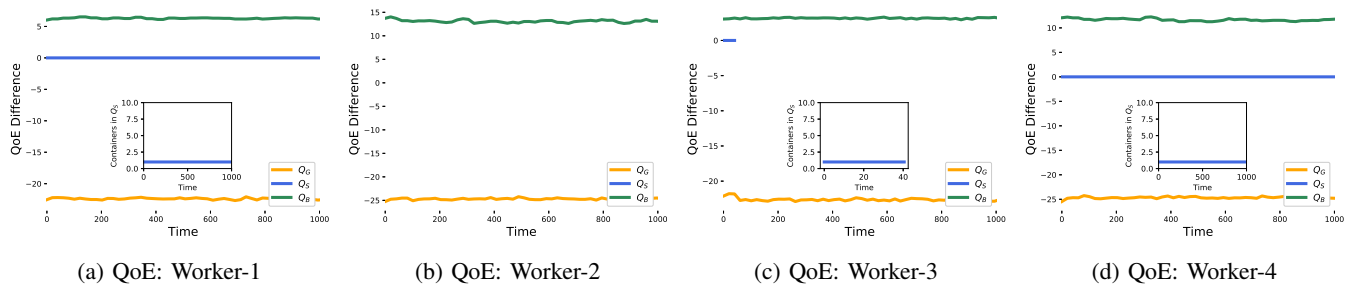 5
0
−5
−10
−15
−20
QoE Difference
0 200 400 600 800 1000
Time
10.0
7.5
5.0
2.5
0.0
Containers in Q_S
0 500 1000
Time
Q_G
Q_S
Q_B
(a) QoE: Worker-1
15
10
5
0
−5
−10
−15
−20
−25
QoE Difference
0 200 400 600 800 1000
Time
Q_G
Q_S
Q_B
(b) QoE: Worker-2
0
−5
−10
−15
−20
QoE Difference
0 200 400 600 800 1000
Time
10.0
7.5
5.0
2.5
0.0
Containers in Q_S
0 20 40
Time
Q_G
Q_S
Q_B
(c) QoE: Worker-3
10
5
0
−5
−10
−15
−20
−25
QoE Difference
0 200 400 600 800 1000
Time
10.0
7.5
5.0
2.5
0.0
Containers in Q_S
0 500 1000
Time
Q_G
Q_S
Q_B
(d) QoE: Worker-4